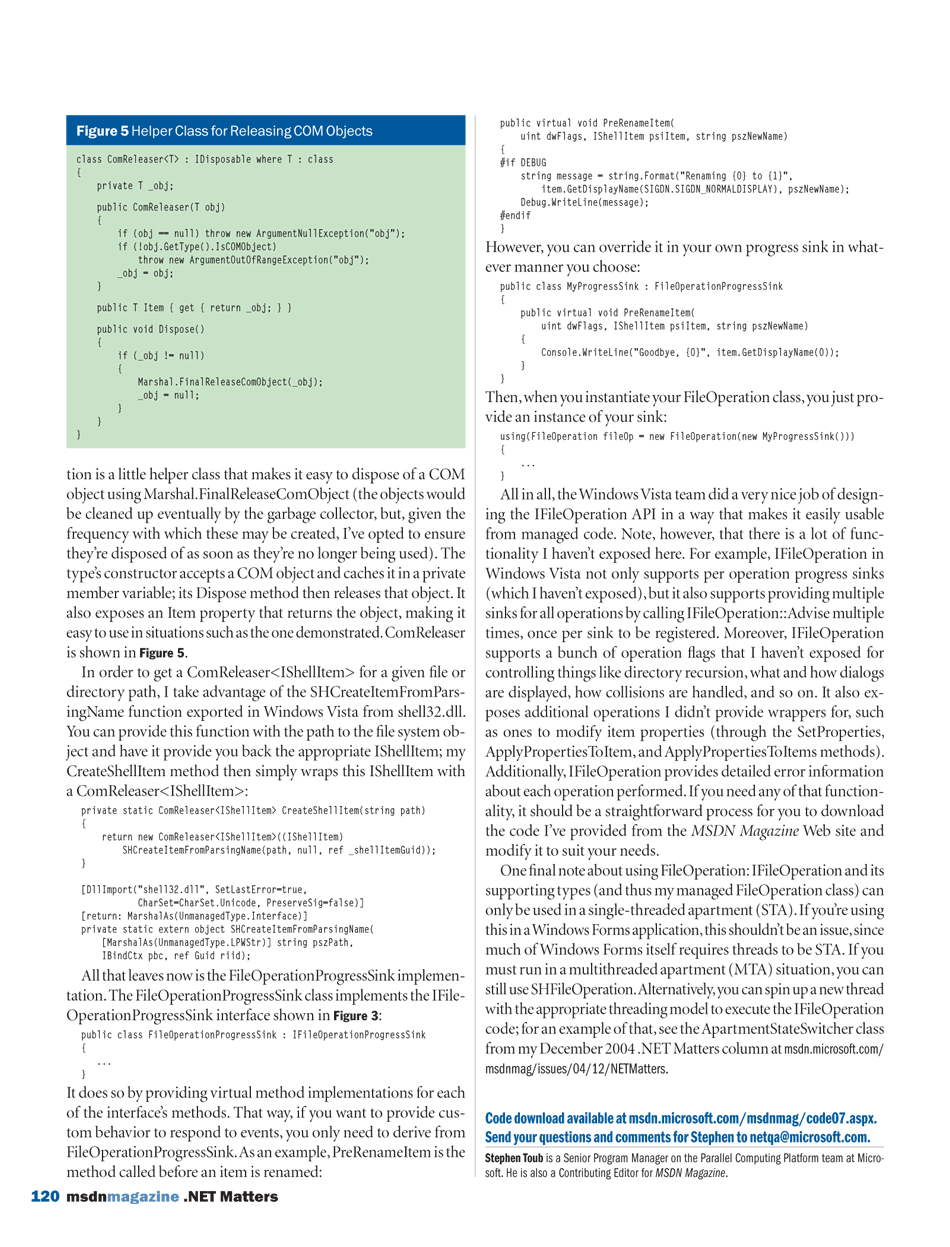 Figure 5 Helper Class for Releasing COM Objects
class ComReleaser<T> : IDisposable where T : class
{
private T _obj;
public ComReleaser(T obj)
{
if (obj == null) throw new ArgumentNullException("obj");
if (!obj.GetType().IsCOMObject)
throw new ArgumentOutOfRangeException("obj");
_obj = obj;
}
public T Item { get { return _obj; } }
public void Dispose()
{
if (_obj != null)
{
Marshal.FinalReleaseComObject(_obj);
_obj = null;
}
}
}
tion is a little helper class that makes it easy to dispose of a COM
object using Marshal.FinalReleaseComObject (the objects would
be cleaned up eventually by the garbage collector, but, given the
frequency with which these may be created, I've opted to ensure
they're disposed of as soon as they're no longer being used). The
type's constructor accepts a COM object and caches it in a private
member variable; its Dispose method then releases that object. It
also exposes an Item property that returns the object, making it
easy to use in situations such as the one demonstrated. ComReleaser
is shown in Figure 5.
In order to get a ComReleaser<IShellItem> for a given file or
directory path, I take advantage of the SHCreateItemFromPars-
ingName function exported in Windows Vista from shell32.dll.
You can provide this function with the path to the file system ob-
ject and have it provide you back the appropriate IShellItem; my
CreateShellItem method then simply wraps this IShellItem with
a ComReleaser<IShellItem>:
private static ComReleaser<IShellItem> CreateShellItem(string path)
{
return new ComReleaser<IShellItem>((IShellItem)
SHCreateItemFromParsingName(path, null, ref _shellItemGuid));
}
[DllImport("shell32.dll", SetLastError=true,
CharSet=CharSet.Unicode, PreserveSig=false)]
[return: MarshalAs(UnmanagedType.Interface)]
private static extern object SHCreateItemFromParsingName(
[MarshalAs(UnmanagedType.LPWStr)] string pszPath,
IBindCtx pbc, ref Guid riid);
All that leaves now is the FileOperationProgressSink implemen-
tation. The FileOperationProgressSink class implements the IFile-
OperationProgressSink interface shown in Figure 3:
public class FileOperationProgressSink : IFileOperationProgressSink
{
...
}
It does so by providing virtual method implementations for each
of the interface's methods. That way, if you want to provide cus-
tom behavior to respond to events, you only need to derive from
FileOperationProgressSink. As an example, PreRenameItem is the
method called before an item is renamed:
public virtual void PreRenameItem(
uint dwFlags, IShellItem psiItem, string pszNewName)
{
#if DEBUG
string message = string.Format("Renaming {0} to {1}",
item.GetDisplayName(SIGDN.SIGDN_NORMALDISPLAY), pszNewName);
Debug.WriteLine(message);
#endif
}
However, you can override it in your own progress sink in what-
ever manner you choose:
public class MyProgressSink : FileOperationProgressSink
{
public virtual void PreRenameItem(
uint dwFlags, IShellItem psiItem, string pszNewName)
{
Console.WriteLine("Goodbye, {0}", item.GetDisplayName(0));
}
}
Then, when you instantiate your FileOperation class, you just pro-
vide an instance of your sink:
using(FileOperation fileOp = new FileOperation(new MyProgressSink()))
{
...
}
All in all, the Windows Vista team did a very nice job of design-
ing the IFileOperation API in a way that makes it easily usable
from managed code. Note, however, that there is a lot of func-
tionality I haven't exposed here. For example, IFileOperation in
Windows Vista not only supports per operation progress sinks
(which I haven't exposed), but it also supports providing multiple
sinks for all operations by calling IFileOperation::Advise multiple
times, once per sink to be registered. Moreover, IFileOperation
supports a bunch of operation flags that I haven't exposed for
controlling things like directory recursion, what and how dialogs
are displayed, how collisions are handled, and so on. It also ex-
poses additional operations I didn't provide wrappers for, such
as ones to modify item properties (through the SetProperties,
ApplyPropertiesToItem, and ApplyPropertiesToItems methods).
Additionally, IFileOperation provides detailed error information
about each operation performed. If you need any of that function-
ality, it should be a straightforward process for you to download
the code I've provided from the MSDN Magazine Web site and
modify it to suit your needs.
One final note about using FileOperation: IFileOperation and its
supporting types (and thus my managed FileOperation class) can
only be used in a single-threaded apartment (STA). If you're using
this in a Windows Forms application, this shouldn't be an issue, since
much of Windows Forms itself requires threads to be STA. If you
must run in a multithreaded apartment (MTA) situation, you can
still use SHFileOperation. Alternatively, you can spin up a new thread
with the appropriate threading model to execute the IFileOperation
code; for an example of that, see the ApartmentStateSwitcher class
from my December 2004 .NET Matters column at msdn.microsoft.com/
msdnmag/issues/04/12/NETMatters.
Code download available at msdn.microsoft.com/msdnmag/code07.aspx.
Send your questions and comments for Stephen to netqa@microsoft.com.
Stephen Toub is a Senior Program Manager on the Parallel Computing Platform team at Micro-
soft. He is also a Contributing Editor for MSDN Magazine.
120 msdnmagazine .NET Matters